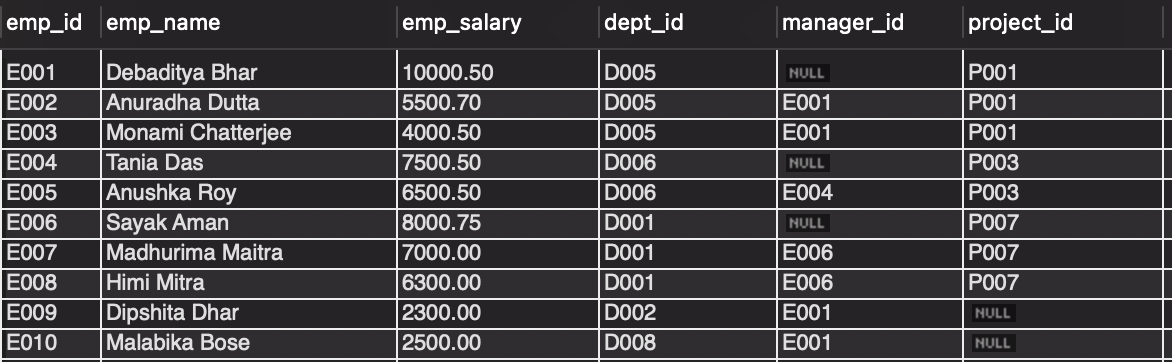 emp_id emp_name emp_salary dept_id manager_id project_id
E001 Debaditya Bhar 10000.50 D005 NULL P001
E002 Anuradha Dutta 5500.70 D005 E001 P001
E003 Monami Chatterjee 4000.50 D005 E001 P001
E004 Tania Das 7500.50 D006 NULL P003
E005 Anushka Roy 6500.50 D006 E004 P003
E006 Sayak Aman 8000.75 D001 NULL P007
E007 Madhurima Maitra 7000.00 D001 E006 P007
E008 Himi Mitra 6300.00 D001 E006 P007
E009 Dipshita Dhar 2300.00 D002 E001 NULL
E010 Malabika Bose 2500.00 D008 E001 NULL